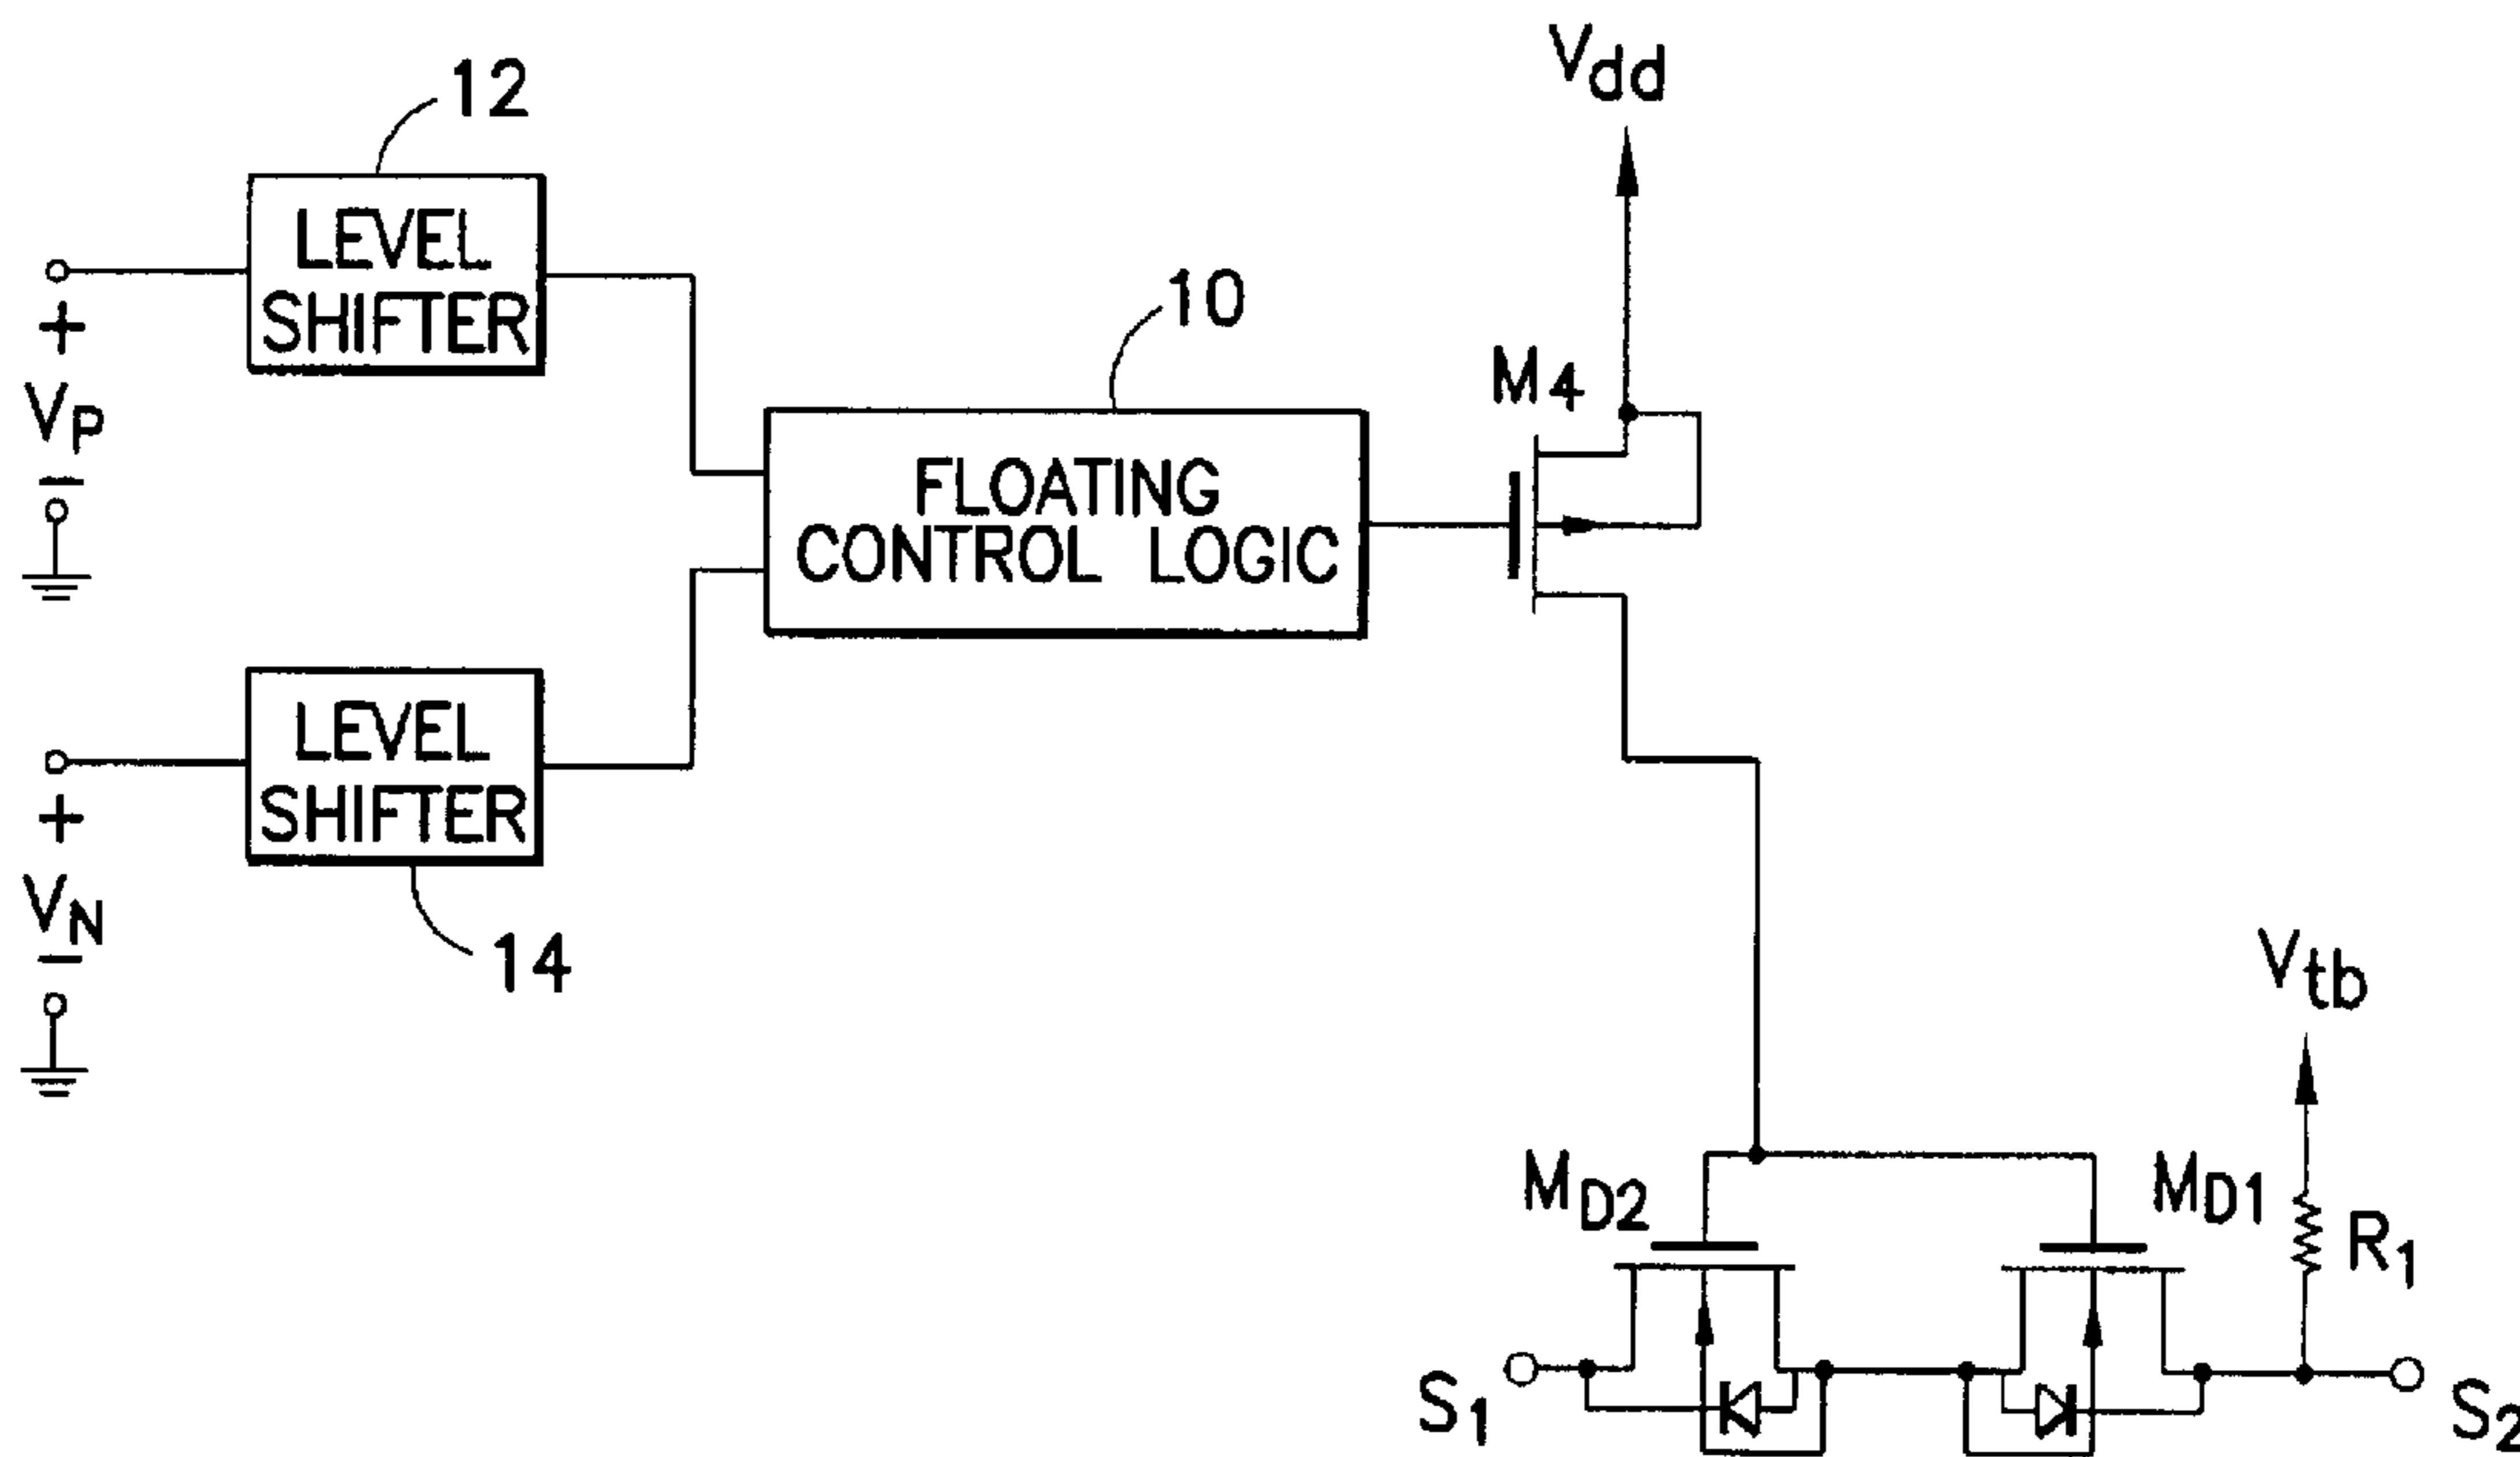 12
Vdd
LEVEL
SHIFTER
+
VP
−
10
M4
FLOATING
CONTROL LOGIC
LEVEL
SHIFTER
+
VN
−
14
Vtb
MD2
MD1
R1
S1
S2